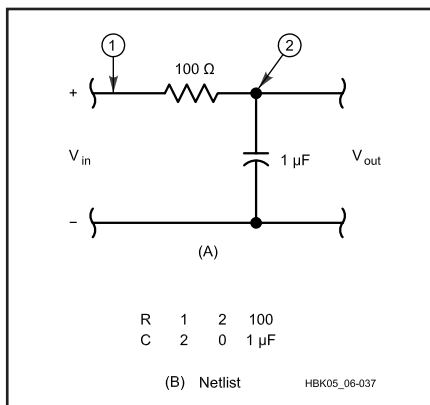 1 2
100 Ω
+
V in 1 µF V out
−
(A)
R 1 2 100
C 2 0 1 µF
(B) Netlist HBK05_06-037